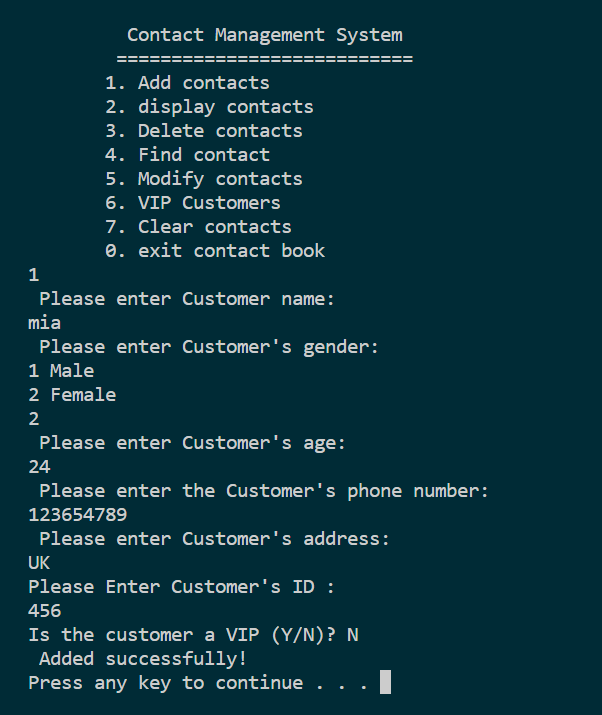 Contact Management System
===========================
1. Add contacts
2. display contacts
3. Delete contacts
4. Find contact
5. Modify contacts
6. VIP Customers
7. Clear contacts
0. exit contact book
1
Please enter Customer name:
mia
Please enter Customer's gender:
1 Male
2 Female
2
Please enter Customer's age:
24
Please enter the Customer's phone number:
123654789
Please enter Customer's address:
UK
Please Enter Customer's ID :
456
Is the customer a VIP (Y/N)? N
Added successfully!
Press any key to continue . . .